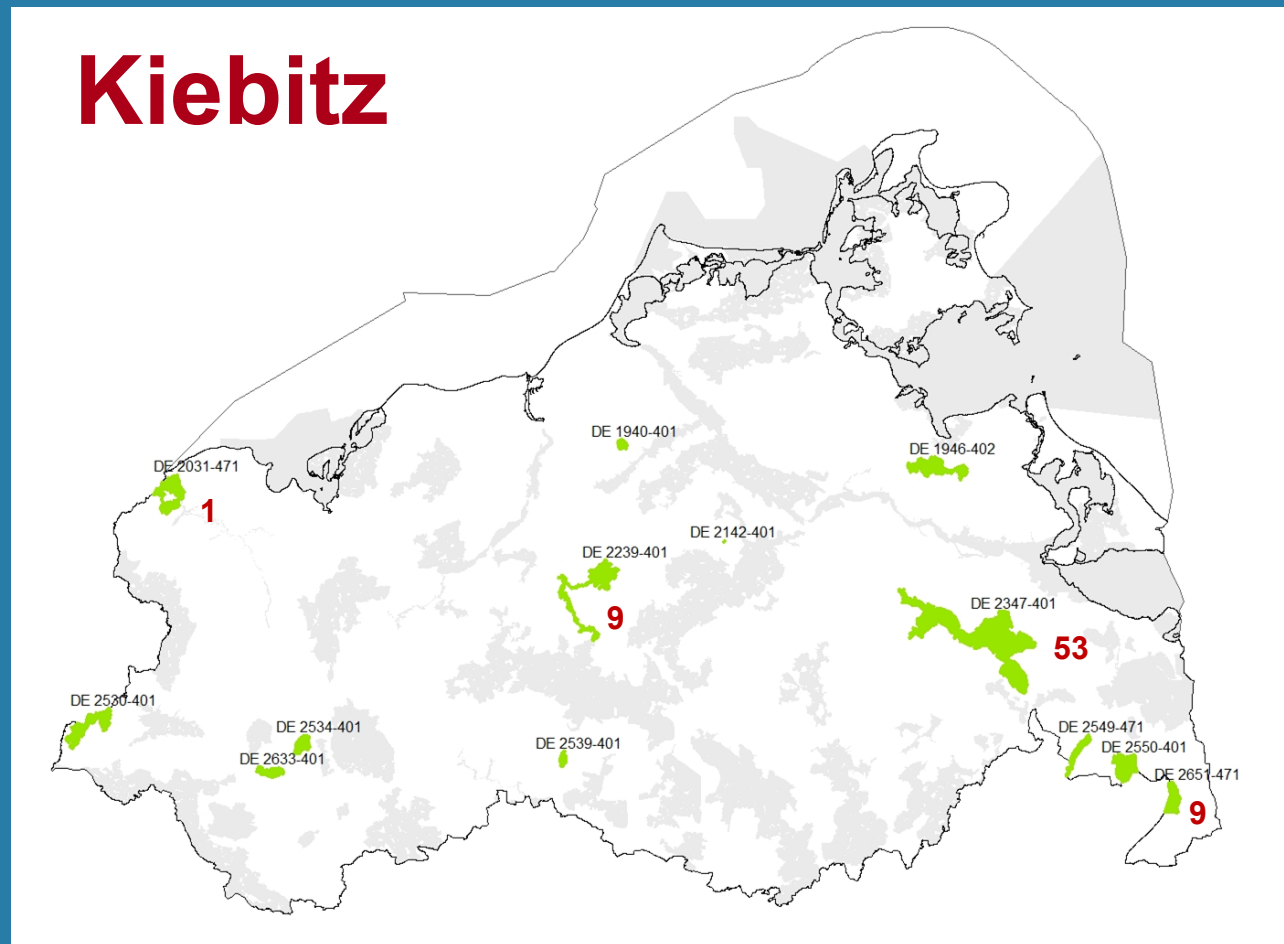 Kiebitz
DE 1940-401
DE 1946-402
DE 2031-471
1
DE 2142-401
DE 2239-401
9
DE 2347-401
53
DE 2530-401
DE 2534-401
DE 2633-401
DE 2539-401
DE 2549-471
DE 2550-401
DE 2651-471
9